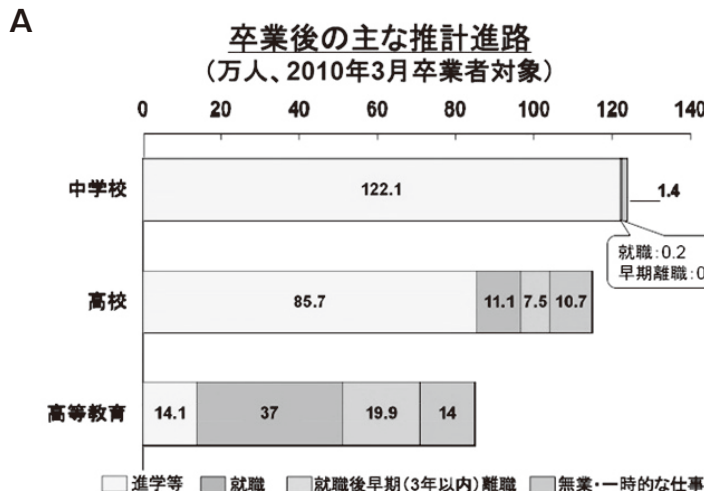 A
卒業後の主な推計進路
（万人、2010年3月卒業者対象）
0 20 40 60 80 100 120 140
中学校 122.1 1.4
就職：0.2
早期離職：0
高校 85.7 11.1 7.5 10.7
高等教育 14.1 37 19.9 14
進学等 就職 就職後早期（3年以内）離職 無業・一時的な仕事